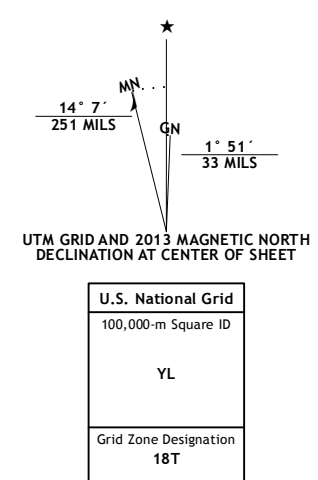 ★
MN
GN
14° 7´
251 MILS
1° 51´
33 MILS
UTM GRID AND 2013 MAGNETIC NORTH
DECLINATION AT CENTER OF SHEET
U.S. National Grid
100,000-m Square ID
YL
Grid Zone Designation
18T